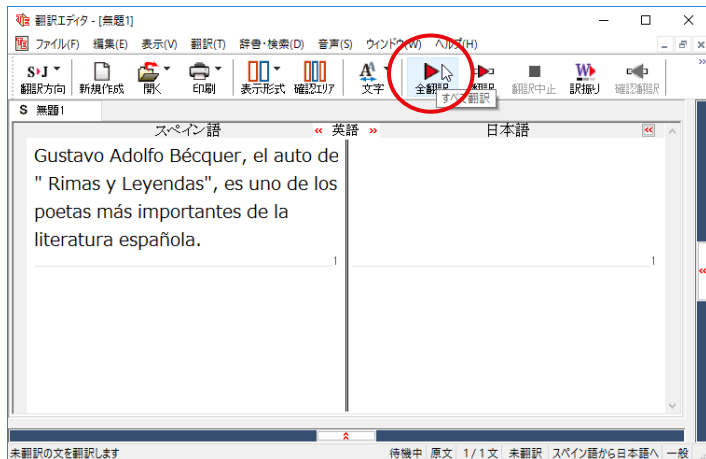 翻訳エディタ - [無題1]
ファイル(F) 編集(E) 表示(V) 翻訳(T) 辞書・検索(D) 音声(S) ウィンドウ(W) ヘルプ(H)
S▸J
翻訳方向 新規作成 開く 印刷 表示形式 確認エリア 文字 全翻訳 翻訳中止 訳振り 確認翻訳
すべて翻訳
S 無題1
スペイン語 « 英語 » 日本語 «
Gustavo Adolfo Bécquer, el auto de
" Rimas y Leyendas", es uno de los
poetas más importantes de la
literatura española.
1 1
未翻訳の文を翻訳します 待機中 原文 1/1文 未翻訳 スペイン語から日本語へ 一般